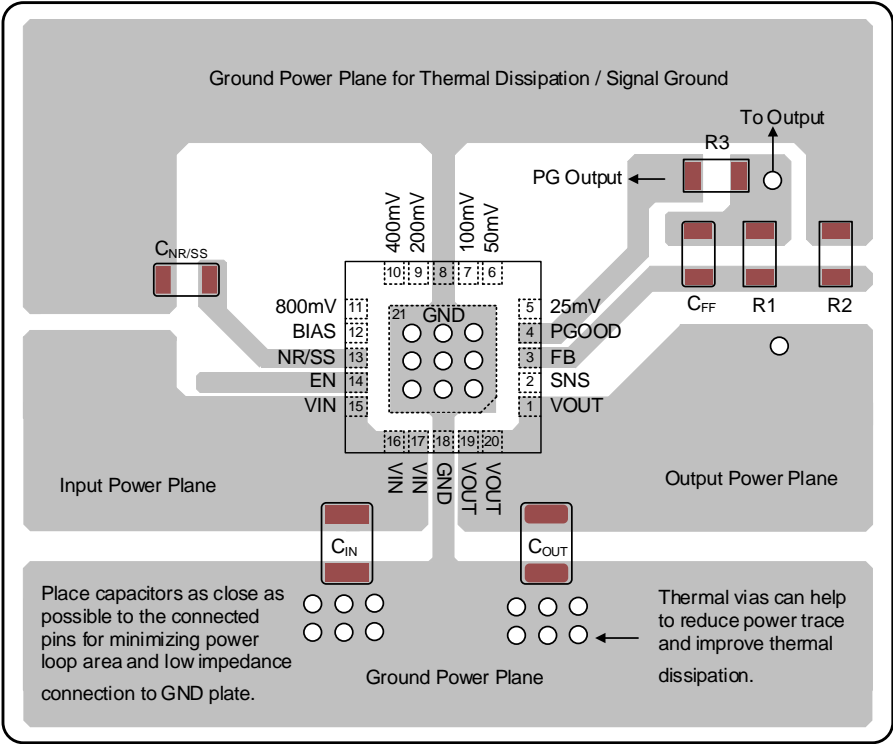 Ground Power Plane for Thermal Dissipation / Signal Ground
To Output
R3
PG Output
400mV
200mV
100mV
50mV
CNR/SS
10
9
8
7
6
800mV
11
21
GND
5
25mV
BIAS
12
4
PGOOD
NR/SS
13
3
FB
EN
14
2
SNS
VIN
15
1
VOUT
CFF
R1
R2
16
17
18
19
20
VIN
VIN
GND
VOUT
VOUT
Input Power Plane
Output Power Plane
CIN
COUT
Place capacitors as close as
possible to the connected
pins for minimizing power
loop area and low impedance
connection to GND plate.
Thermal vias can help
to reduce power trace
and improve thermal
dissipation.
Ground Power Plane